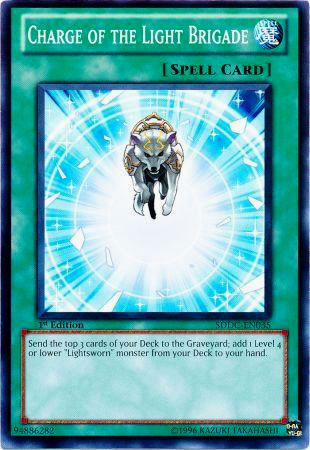 CHARGE OF THE LIGHT BRIGADE
魔
[SPELL CARD]
1st Edition
SDDC-EN035
Send the top 3 cards of your Deck to the Graveyard; add 1 Level 4
or lower "Lightsworn" monster from your Deck to your hand.
94886282
©1996 KAZUKI TAKAHASHI